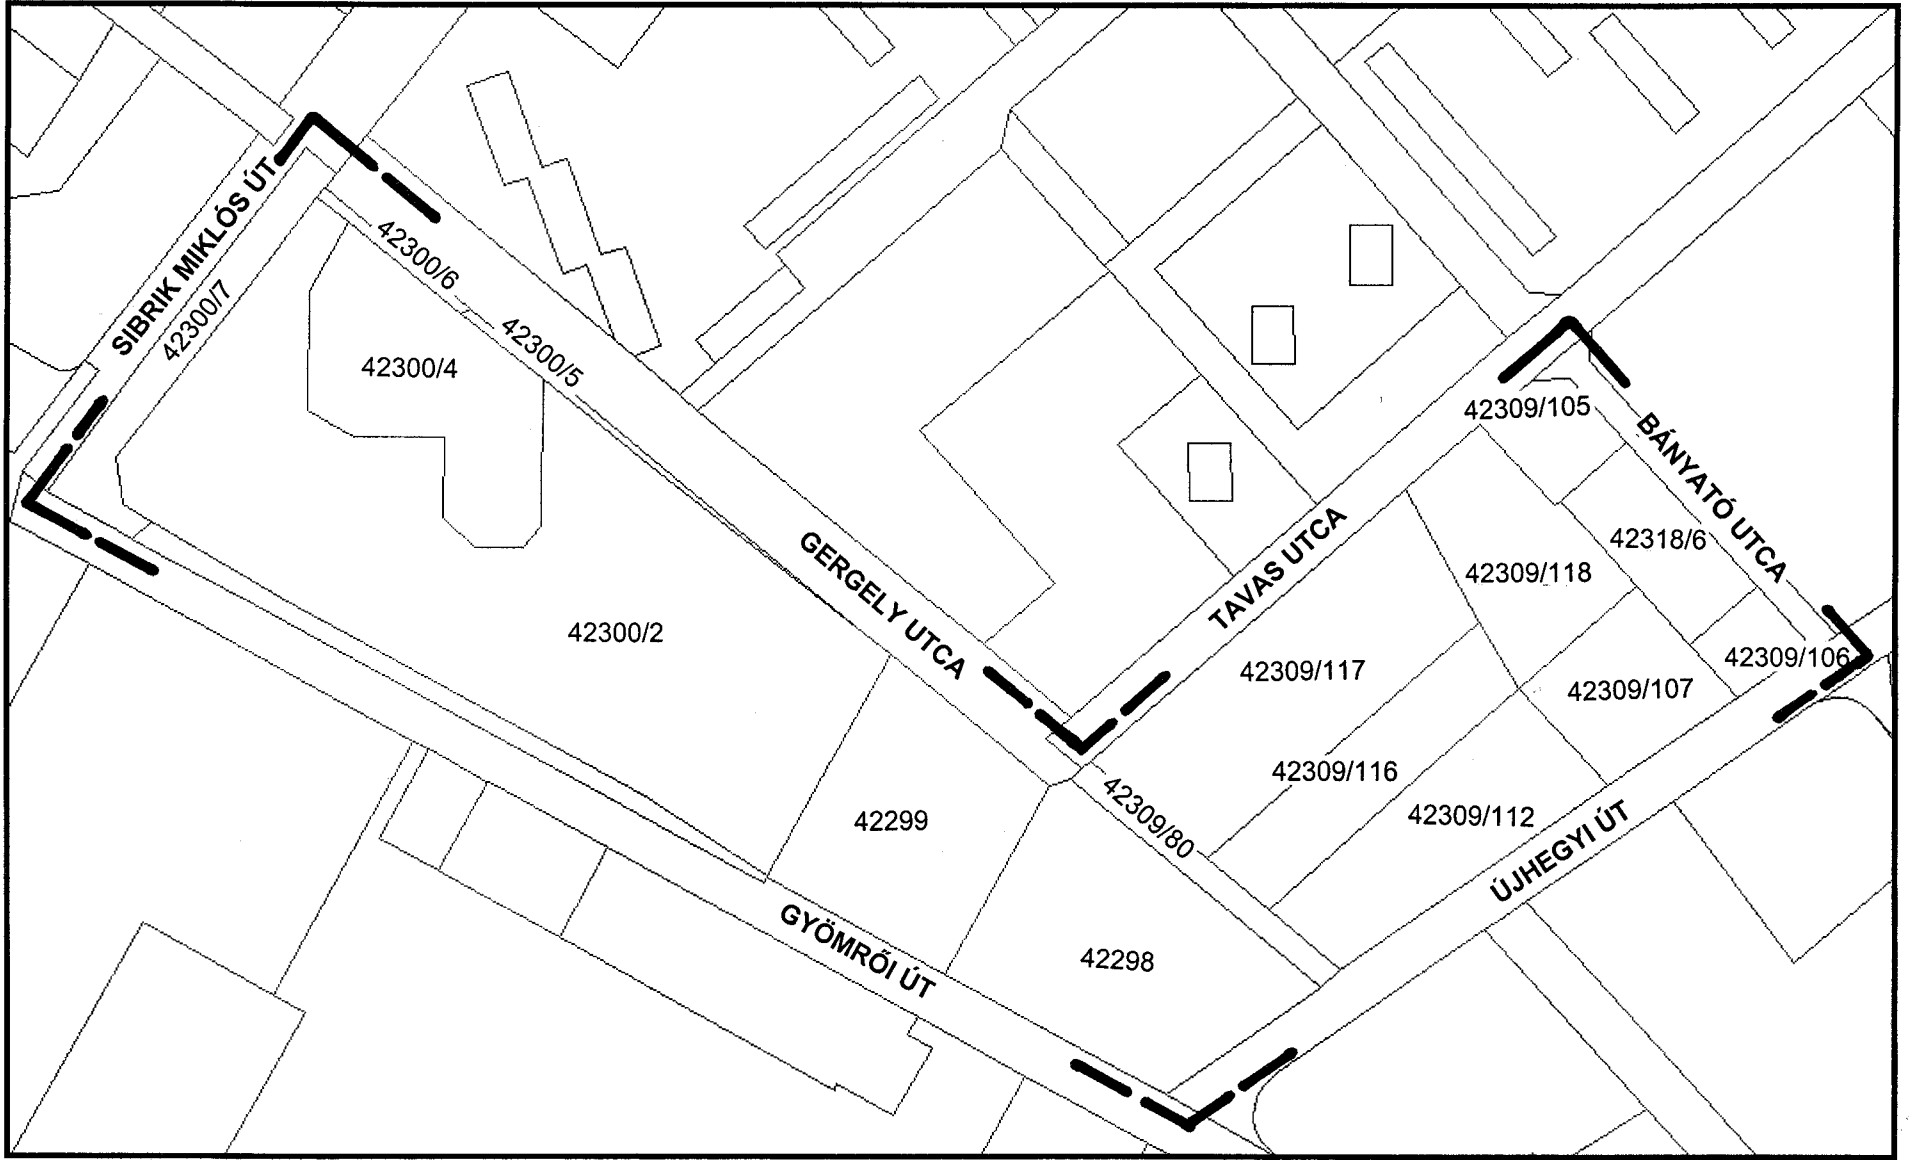 SIBRIK MIKLÓS ÚT
42300/7
42300/6
42300/5
42300/4
42300/2
GERGELY UTCA
TAVAS UTCA
42309/105
BÁNYATÓ UTCA
42318/6
42309/118
42309/117
42309/106
42309/107
42309/116
42309/112
42309/80
ÚJHEGYI ÚT
42299
42298
GYÖMRŐI ÚT